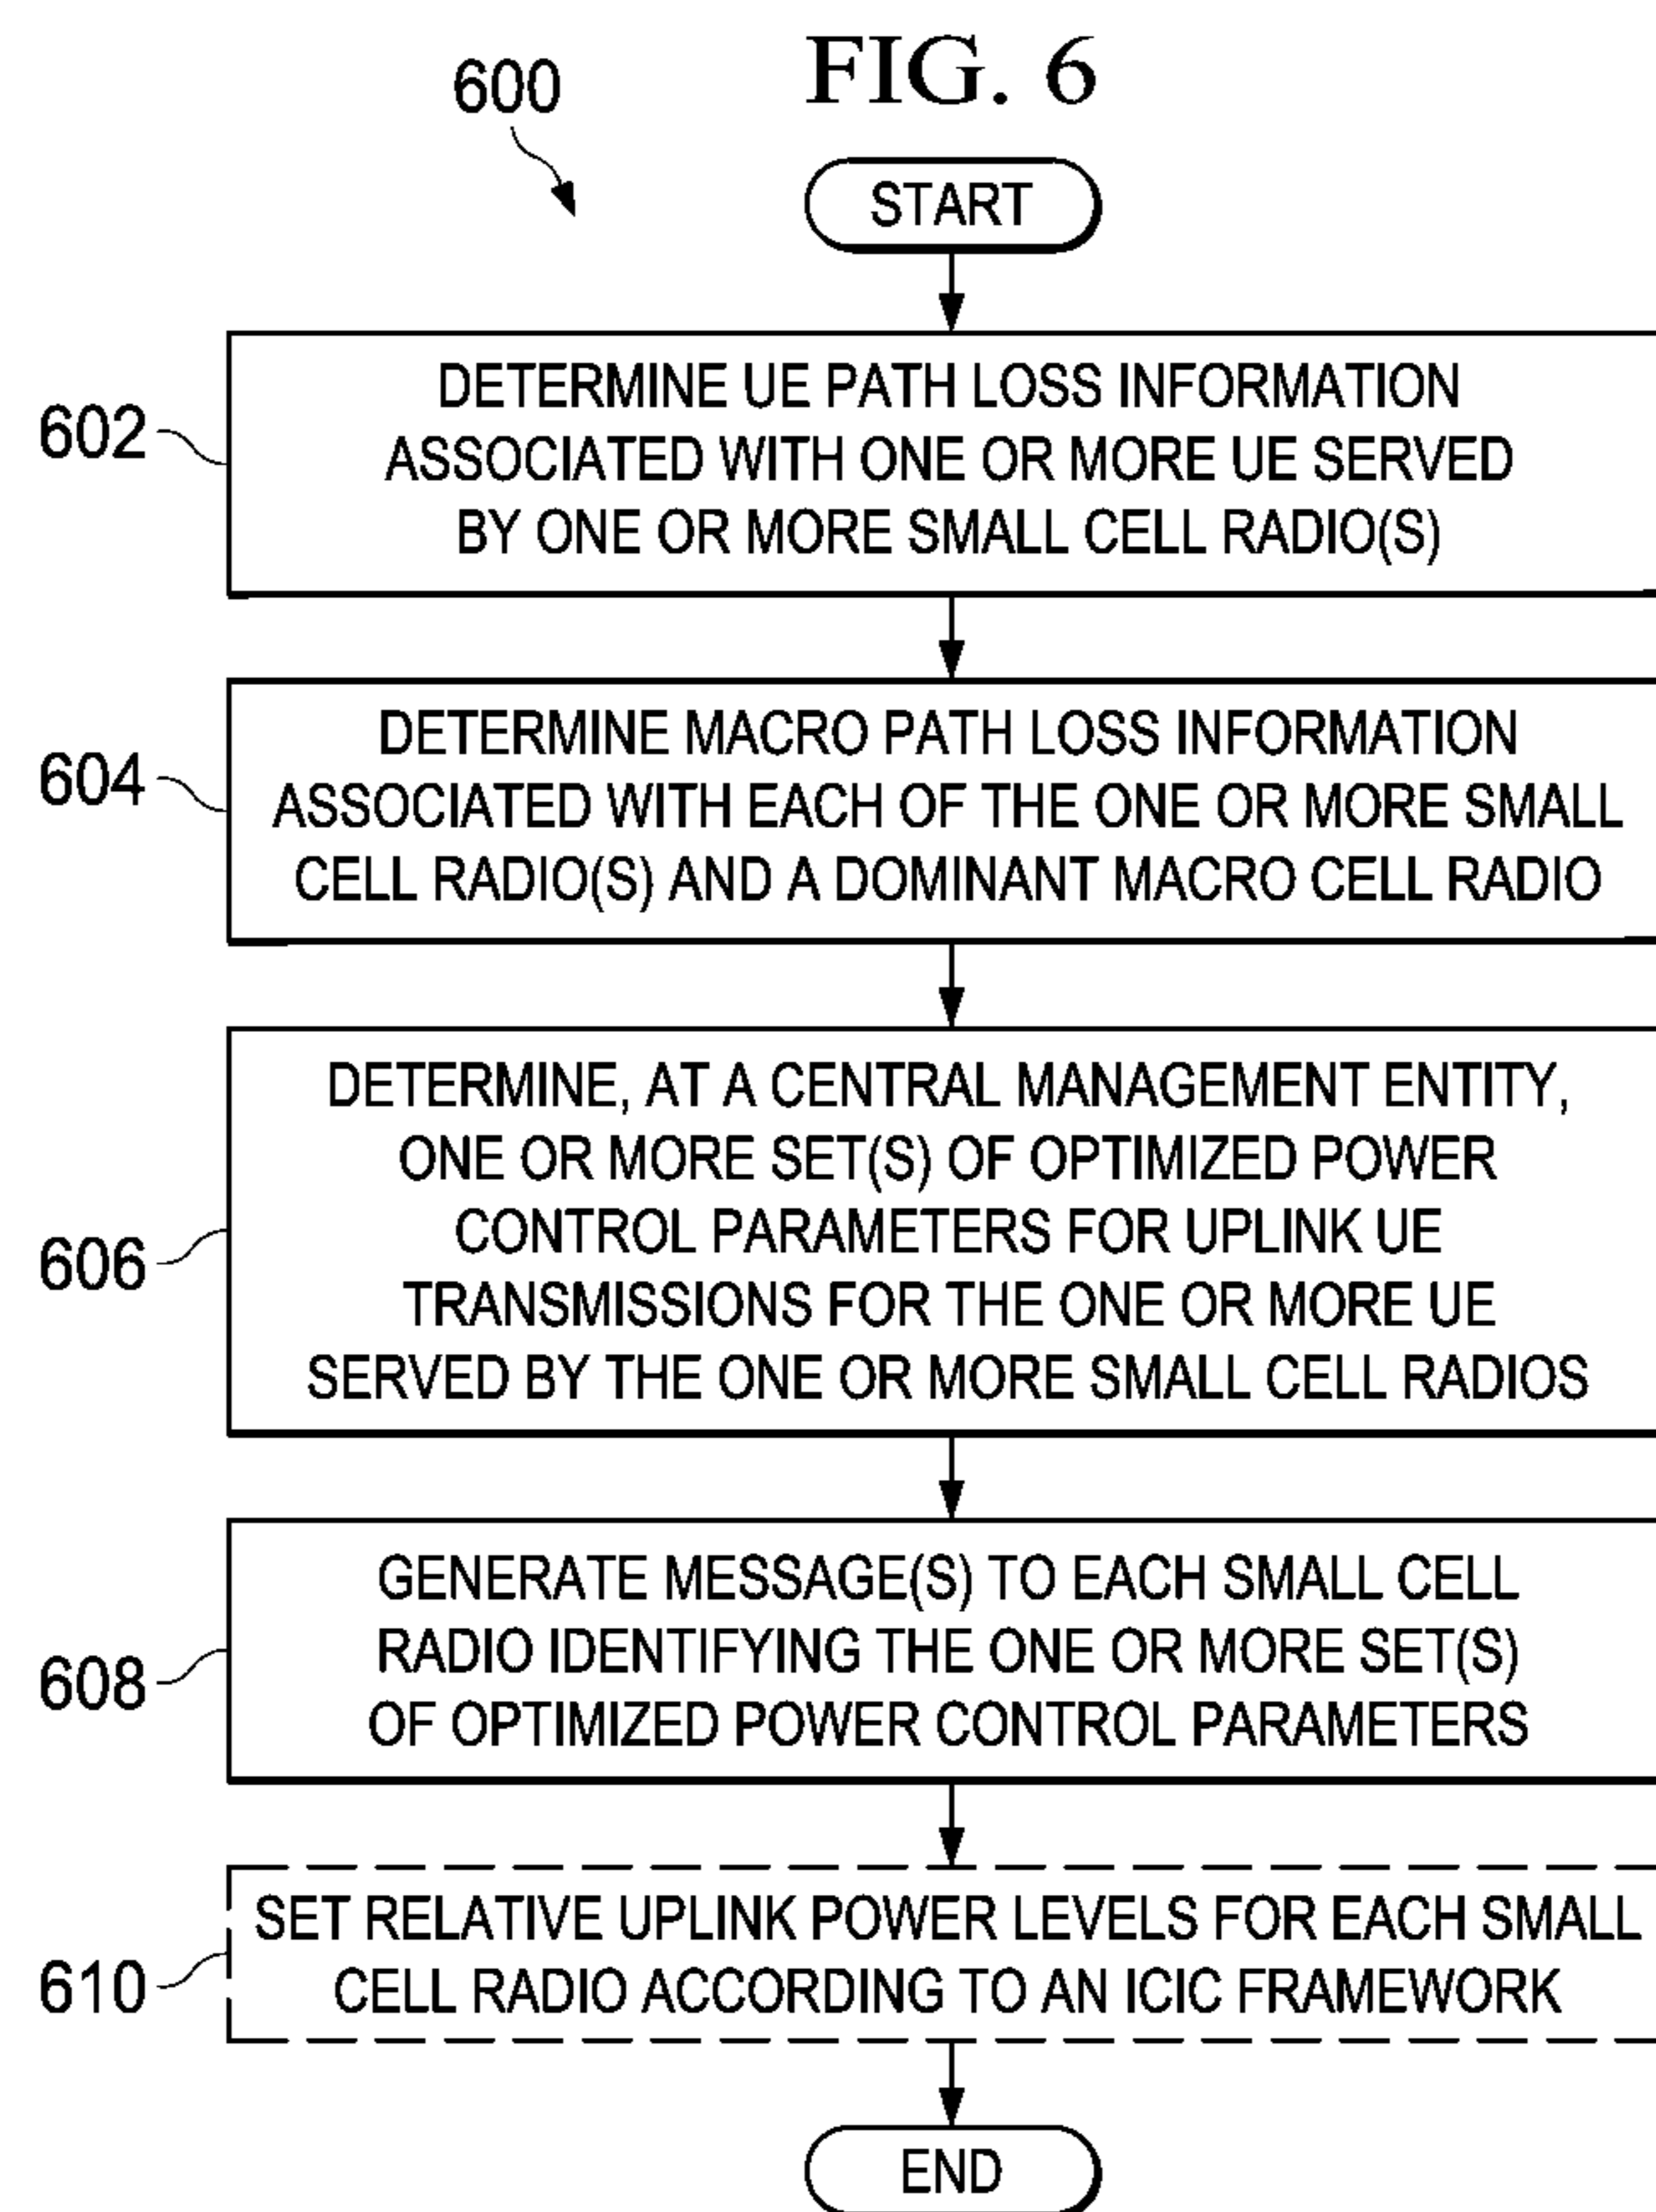 FIG. 6
600
START
602
DETERMINE UE PATH LOSS INFORMATION
ASSOCIATED WITH ONE OR MORE UE SERVED
BY ONE OR MORE SMALL CELL RADIO(S)
604
DETERMINE MACRO PATH LOSS INFORMATION
ASSOCIATED WITH EACH OF THE ONE OR MORE SMALL
CELL RADIO(S) AND A DOMINANT MACRO CELL RADIO
606
DETERMINE, AT A CENTRAL MANAGEMENT ENTITY,
ONE OR MORE SET(S) OF OPTIMIZED POWER
CONTROL PARAMETERS FOR UPLINK UE
TRANSMISSIONS FOR THE ONE OR MORE UE
SERVED BY THE ONE OR MORE SMALL CELL RADIOS
608
GENERATE MESSAGE(S) TO EACH SMALL CELL
RADIO IDENTIFYING THE ONE OR MORE SET(S)
OF OPTIMIZED POWER CONTROL PARAMETERS
610
SET RELATIVE UPLINK POWER LEVELS FOR EACH SMALL
CELL RADIO ACCORDING TO AN ICIC FRAMEWORK
END